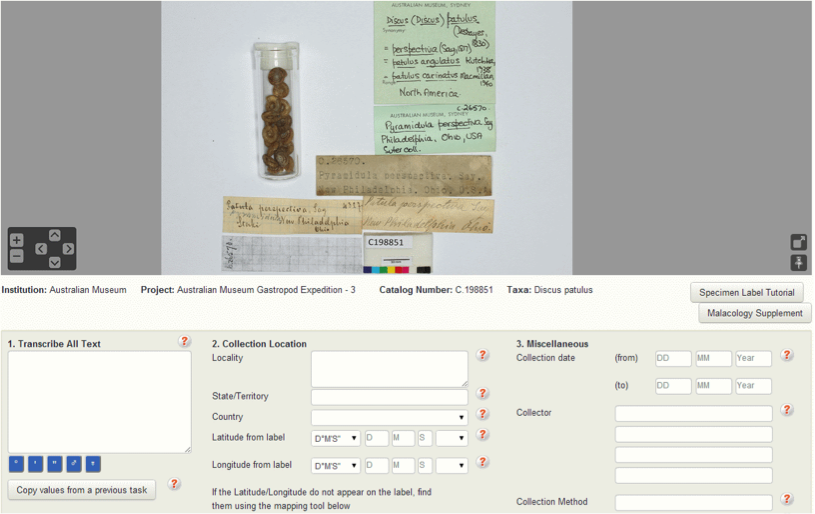 AUSTRALIAN MUSEUM, SYDNEY
Discus (Discus) patulus
(Deshayes, 1830)
Synonymy
= perspectiva (Say, 1817)
= patulus angulatus
= patulus carinatus
1960
North America
C.26570
AUSTRALIAN MUSEUM, SYDNEY
Pyramidula perspectiva Say
Philadelphia, Ohio, USA
Suter coll.
C.26570.
Pyramidula Say.
New Philadelphia. Ohio. U.S.A.
Patula perspectiva, Say
New Philadelphia
Ohio
Patula perspectiva Say
New Philadelphia Ohio.
C198851
Institution: Australian Museum Project: Australian Museum Gastropod Expedition - 3 Catalog Number: C.198851 Taxa: Discus patulus
Specimen Label Tutorial
Malacology Supplement
1. Transcribe All Text ?
Copy values from a previous task ?
2. Collection Location
Locality ?
State/Territory ?
Country ?
Latitude from label D°M'S" D M S ?
Longitude from label D°M'S" D M S ?
If the Latitude/Longitude do not appear on the label, find
them using the mapping tool below
3. Miscellaneous
Collection date (from) DD MM Year ?
(to) DD MM Year
Collector ?
Collection Method ?